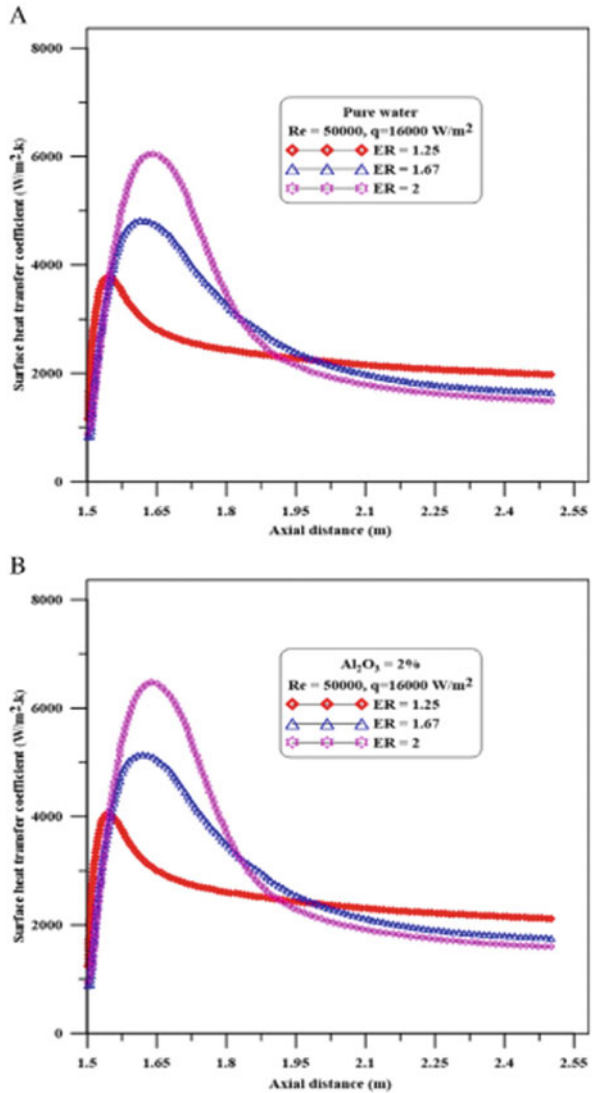 A
8000
6000
4000
2000
0
Surface heat transfer coefficient (W/m².k)
Pure water
Re = 50000, q=16000 W/m²
ER = 1.25
ER = 1.67
ER = 2
1.5 1.65 1.8 1.95 2.1 2.25 2.4 2.55
Axial distance (m)
B
8000
6000
4000
2000
0
Surface heat transfer coefficient (W/m².k)
Al₂O₃ = 2%
Re = 50000, q=16000 W/m²
ER = 1.25
ER = 1.67
ER = 2
1.5 1.65 1.8 1.95 2.1 2.25 2.4 2.55
Axial distance (m)